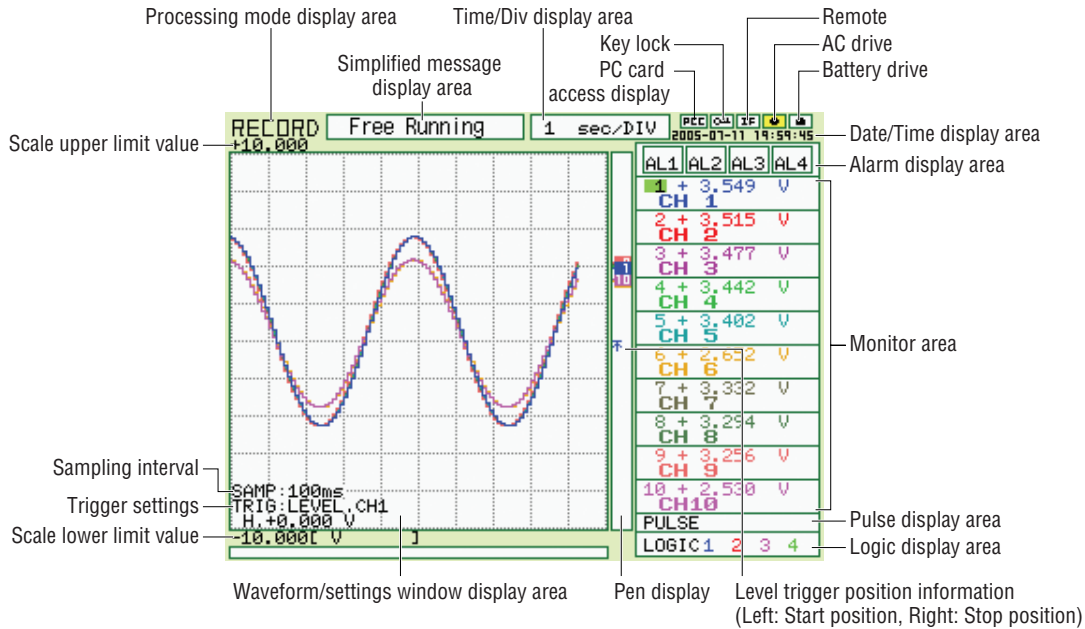 Processing mode display area
Time/Div display area
Remote
Key lock
AC drive
Simplified message
display area
PC card
access display
Battery drive
RECORD
Free Running
1 sec/DIV
IF
2005-07-11 19:59:45
Date/Time display area
Scale upper limit value
+10.000
AL1 AL2 AL3 AL4
Alarm display area
1 + 3.549 V
CH 1
2 + 3.515 V
CH 2
3 + 3.477 V
CH 3
4 + 3.442 V
CH 4
5 + 3.402 V
CH 5
6 + 2.652 V
CH 6
7 + 3.332 V
CH 7
8 + 3.294 V
CH 8
9 + 3.256 V
CH 9
10 + 2.530 V
CH10
1
10
Monitor area
Sampling interval
SAMP:100ms
Trigger settings
TRIG:LEVEL,CH1
H,+0.000 V
Scale lower limit value
-10.000[ V ]
PULSE
Pulse display area
LOGIC 1 2 3 4
Logic display area
Waveform/settings window display area
Pen display
Level trigger position information
(Left: Start position, Right: Stop position)